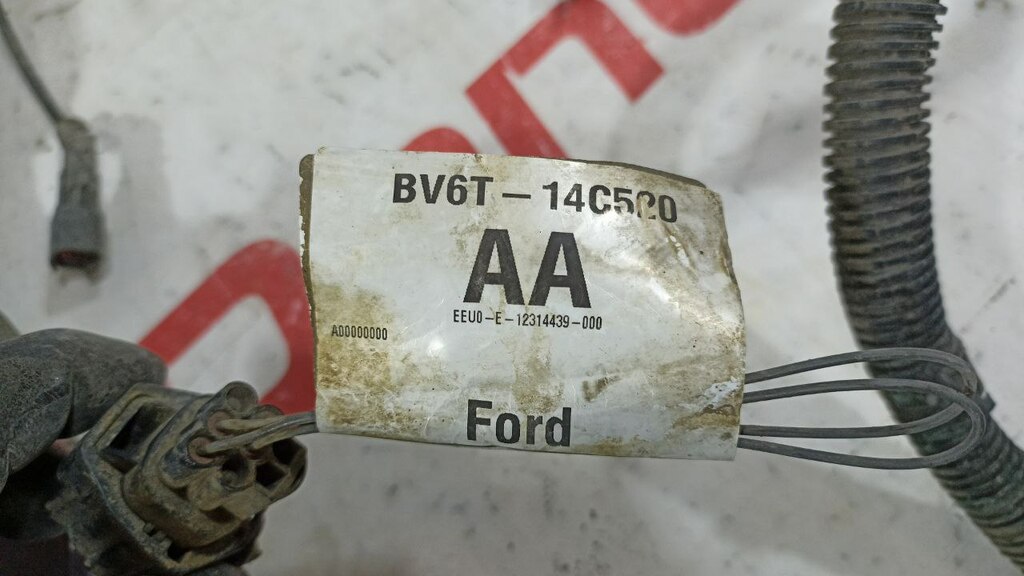 BV6T – 14C520
AA
EEU0-E-12314439-000
A00000000
Ford